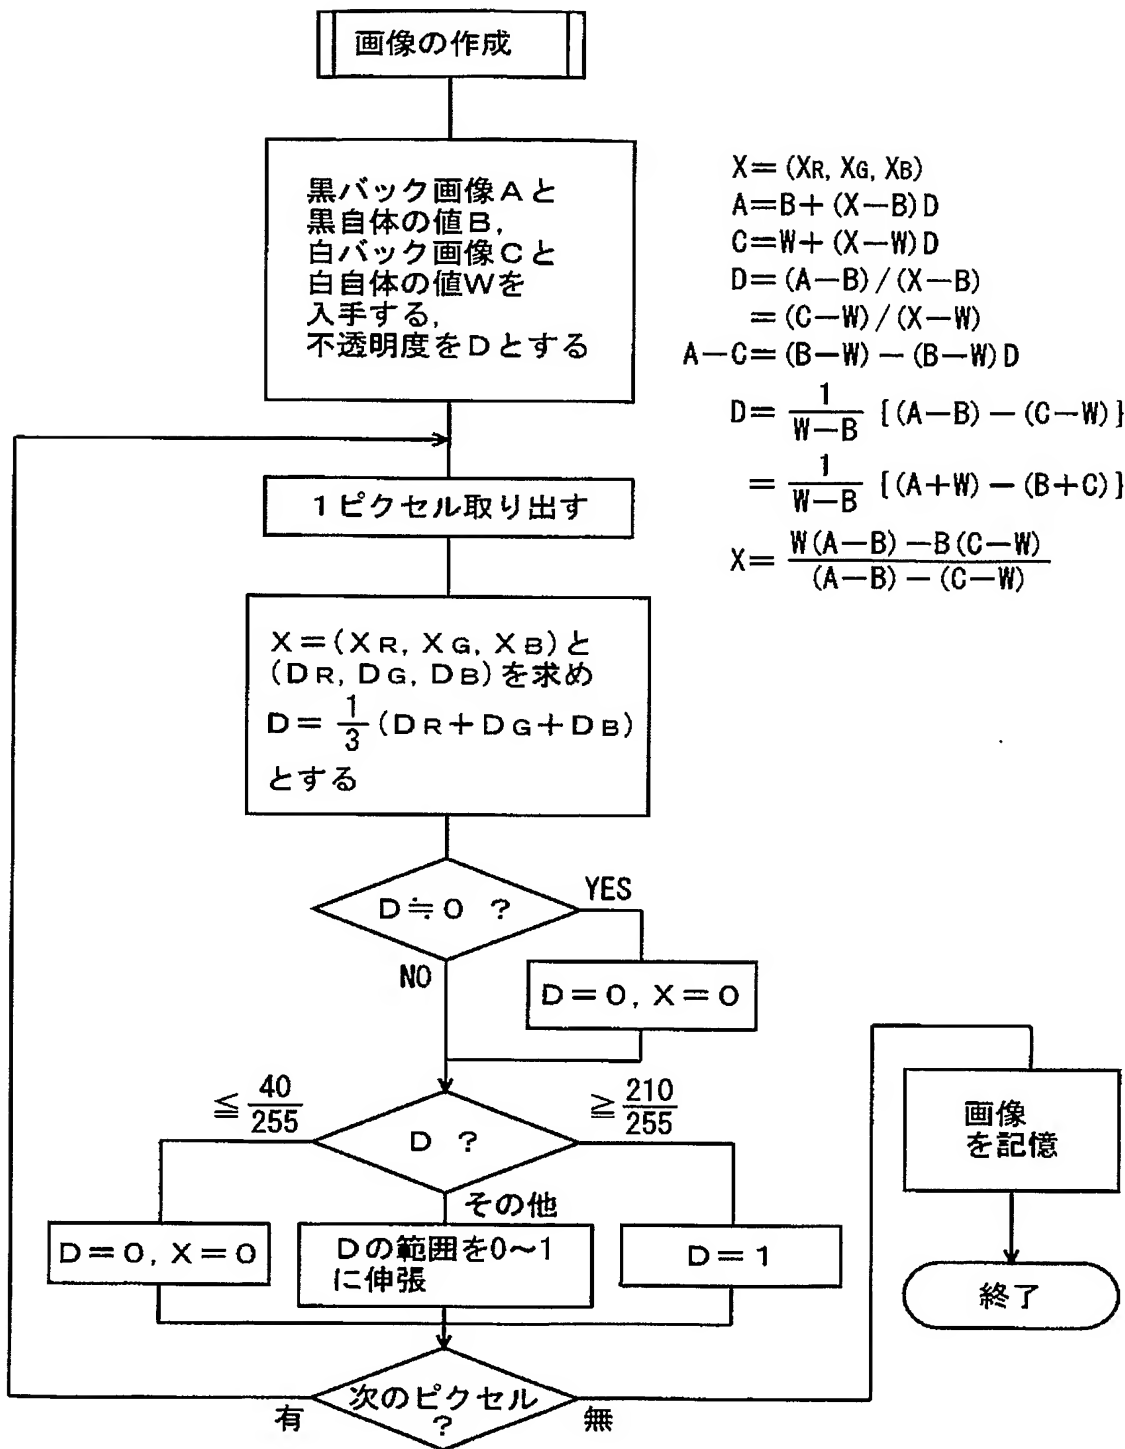 画像の作成
黒バック画像Aと
黒自体の値B,
白バック画像Cと
白自体の値Wを
入手する,
不透明度をDとする
X=(XR, XG, XB)
A=B+(X-B)D
C=W+(X-W)D
D=(A-B)/(X-B)
=(C-W)/(X-W)
A-C=(B-W)-(B-W)D
D= 1/(W-B) {(A-B)-(C-W)}
= 1/(W-B) {(A+W)-(B+C)}
X= (W(A-B)-B(C-W))/((A-B)-(C-W))
1ピクセル取り出す
X=(XR, XG, XB)と
(DR, DG, DB)を求め
D= 1/3 (DR+DG+DB)
とする
D≒0 ?
YES
NO
D=0, X=0
≦ 40/255
D ?
≧ 210/255
その他
D=0, X=0
Dの範囲を0~1
に伸張
D=1
次のピクセル
?
有
無
画像
を記憶
終了